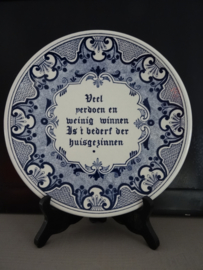 Veel
verdoen en
weinig winnen
Is 't bederf der
huisgezinnen